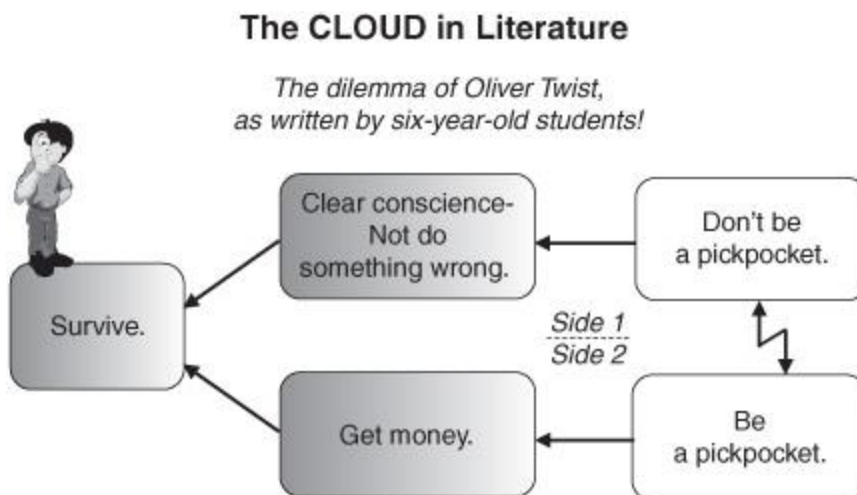 The CLOUD in Literature
The dilemma of Oliver Twist,
as written by six-year-old students!
Clear conscience-
Not do
something wrong.
Don't be
a pickpocket.
Survive.
Side 1
Side 2
Get money.
Be
a pickpocket.